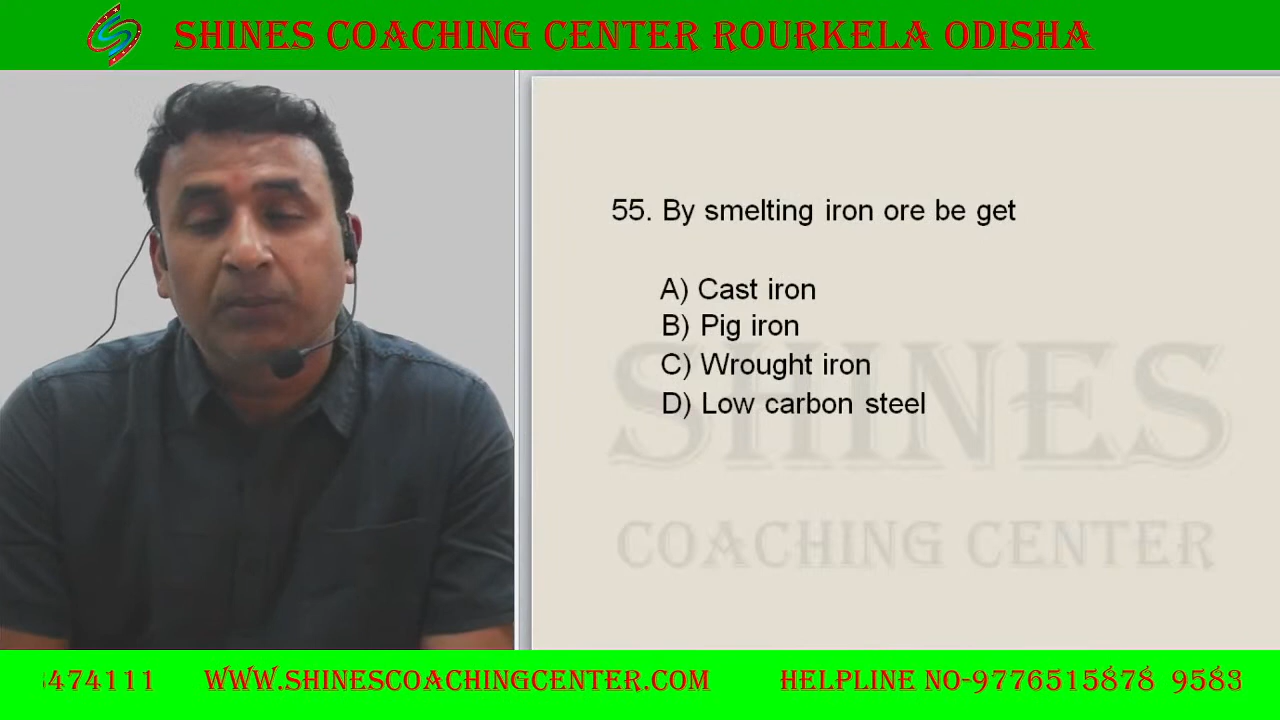 SHINES COACHING CENTER ROURKELA ODISHA
55. By smelting iron ore be get
A) Cast iron
B) Pig iron
C) Wrought iron
D) Low carbon steel
SHINES
COACHING CENTER
474111 WWW.SHINESCOACHINGCENTER.COM HELPLINE NO-9776515878 9583